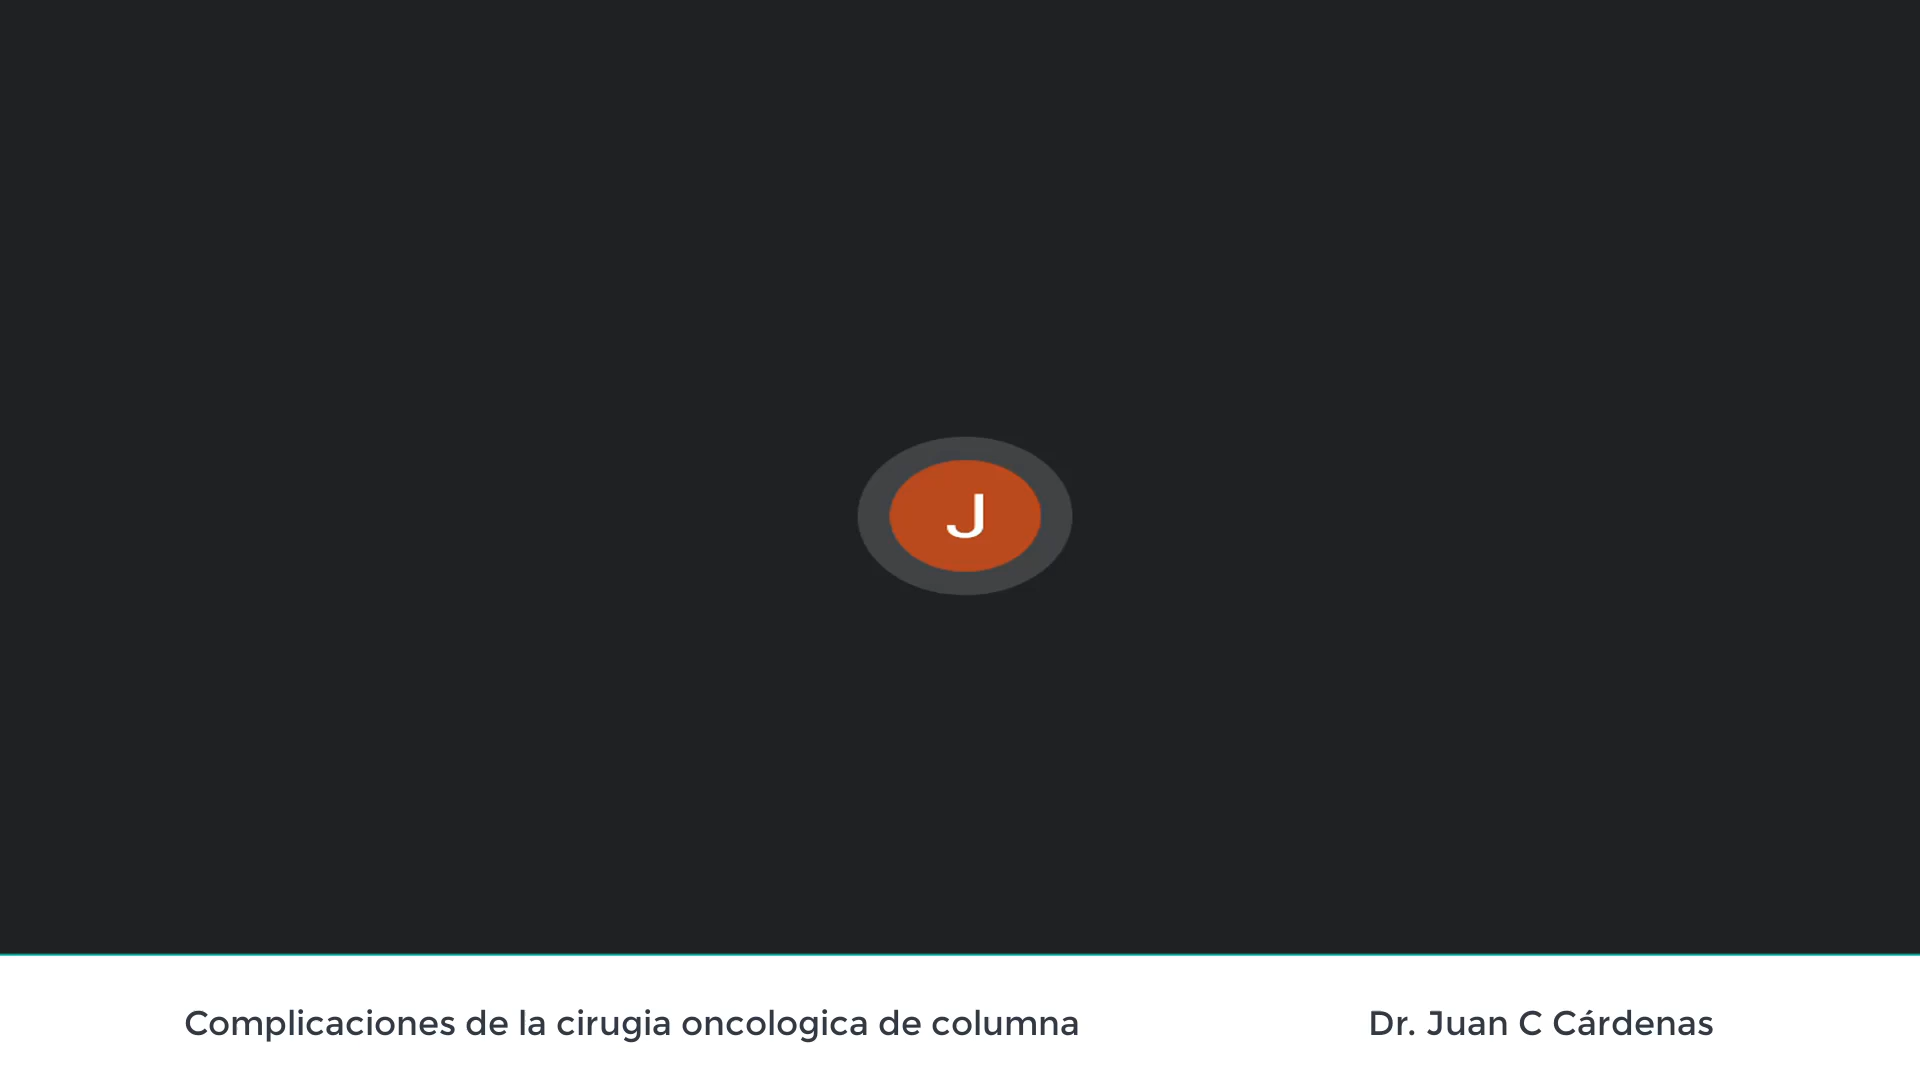 J
Complicaciones de la cirugia oncologica de columna
Dr. Juan C Cárdenas